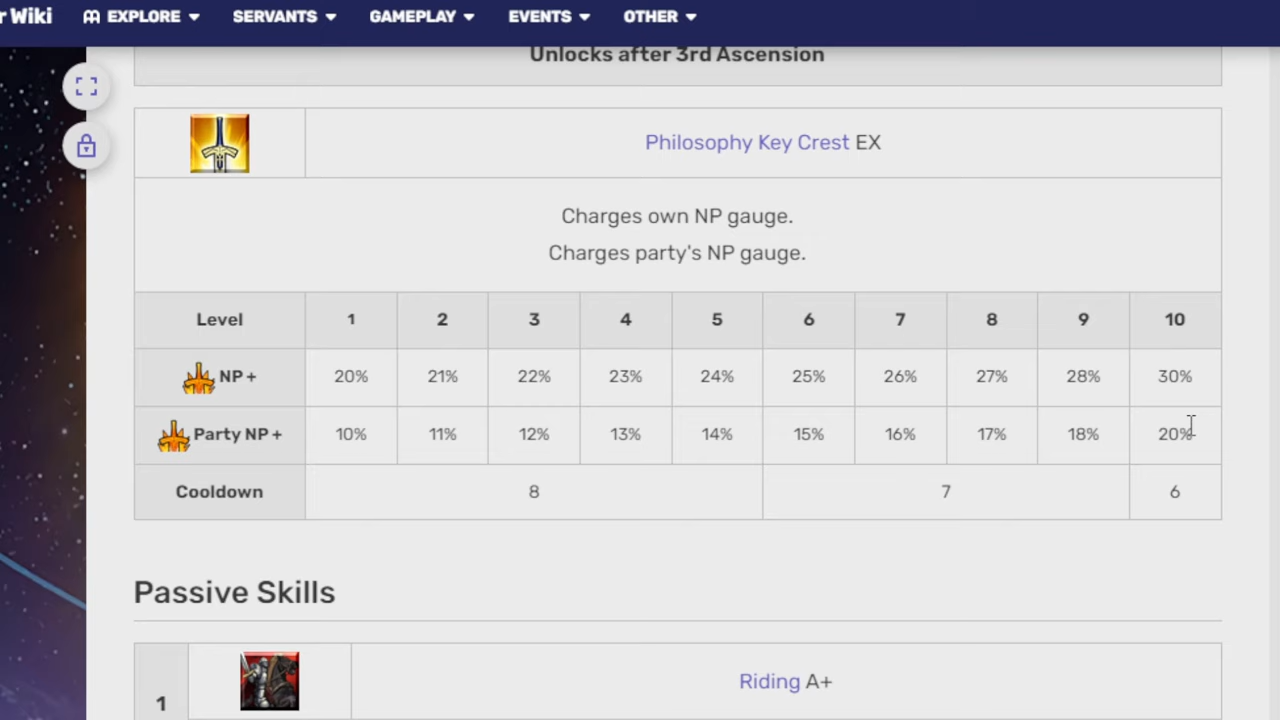 r Wiki EXPLORE SERVANTS GAMEPLAY EVENTS OTHER
Unlocks after 3rd Ascension
Philosophy Key Crest EX
Charges own NP gauge.
Charges party's NP gauge.
Level 1 2 3 4 5 6 7 8 9 10
NP + 20% 21% 22% 23% 24% 25% 26% 27% 28% 30%
Party NP + 10% 11% 12% 13% 14% 15% 16% 17% 18% 20%
Cooldown 8 7 6
Passive Skills
1 Riding A+